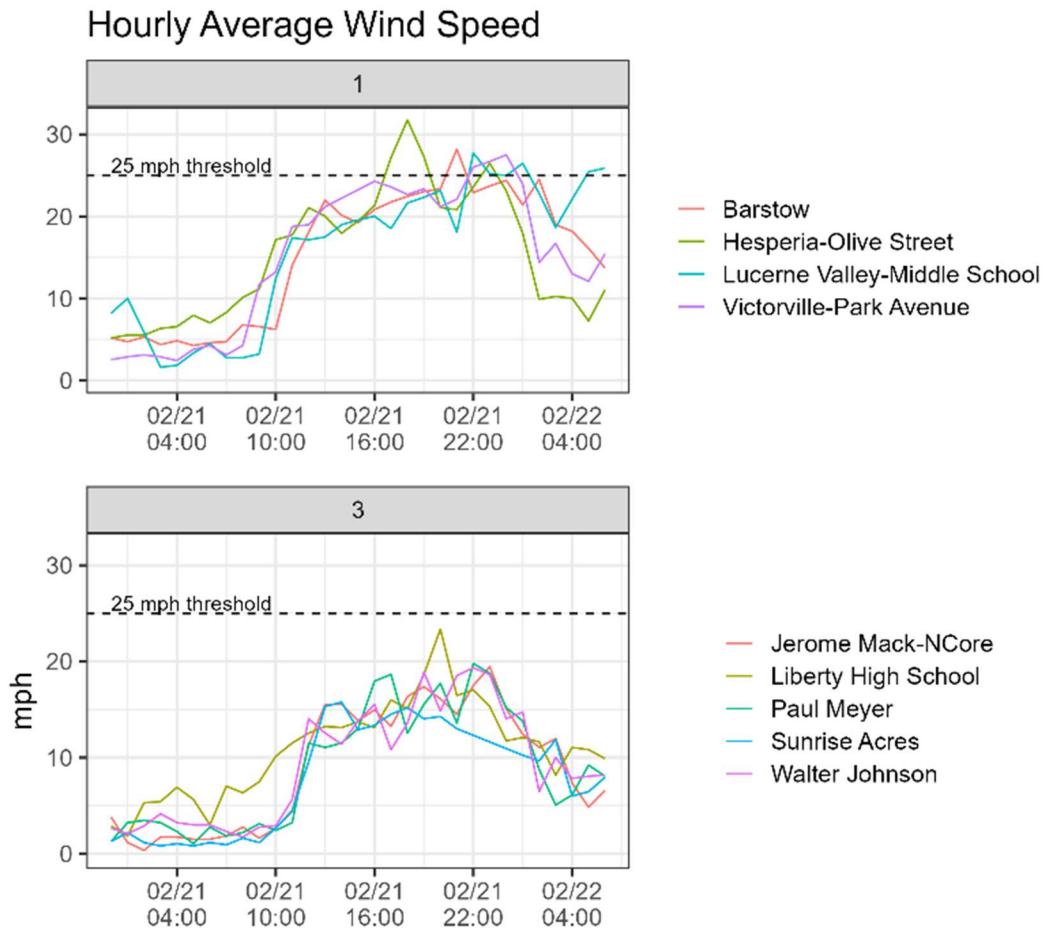 Hourly Average Wind Speed
1
30
25 mph threshold
20
10
0
02/21 02/21 02/21 02/21 02/22
04:00 10:00 16:00 22:00 04:00
Barstow
Hesperia-Olive Street
Lucerne Valley-Middle School
Victorville-Park Avenue
3
30
25 mph threshold
20
10
0
mph
02/21 02/21 02/21 02/21 02/22
04:00 10:00 16:00 22:00 04:00
Jerome Mack-NCore
Liberty High School
Paul Meyer
Sunrise Acres
Walter Johnson